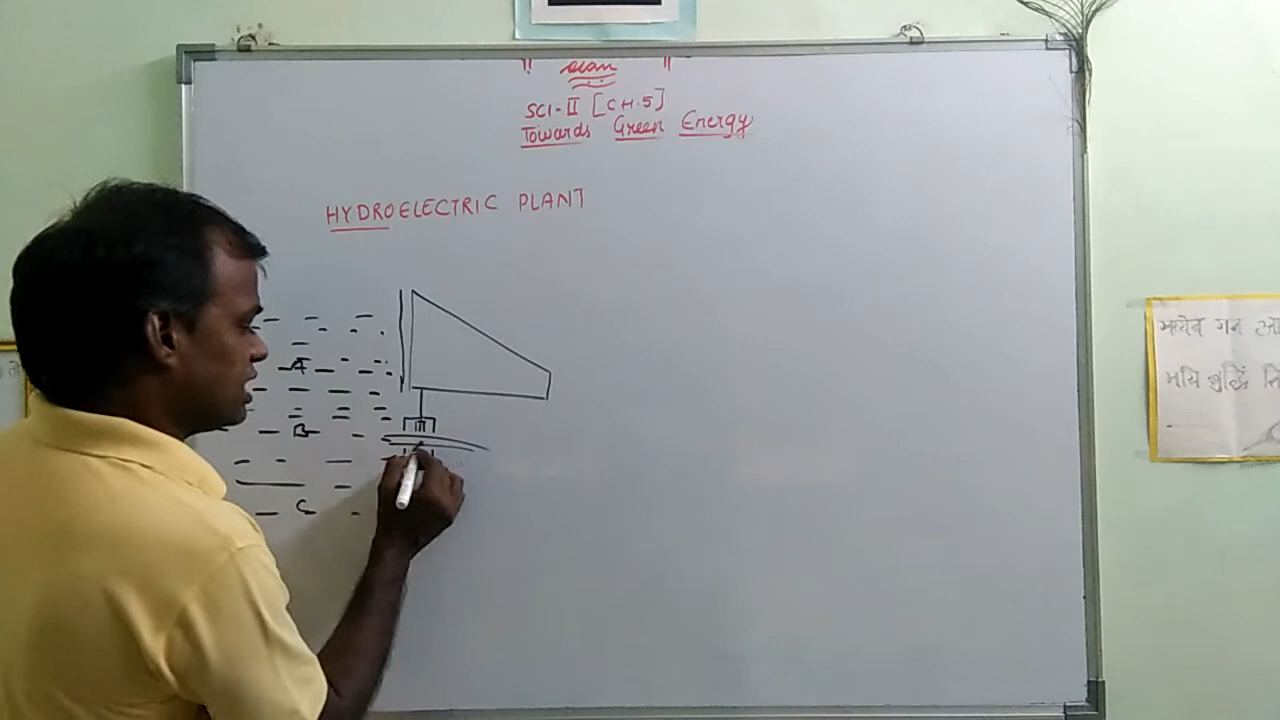 SCI-II [CH.5]
Towards Green Energy
HYDROELECTRIC PLANT
A
B
C